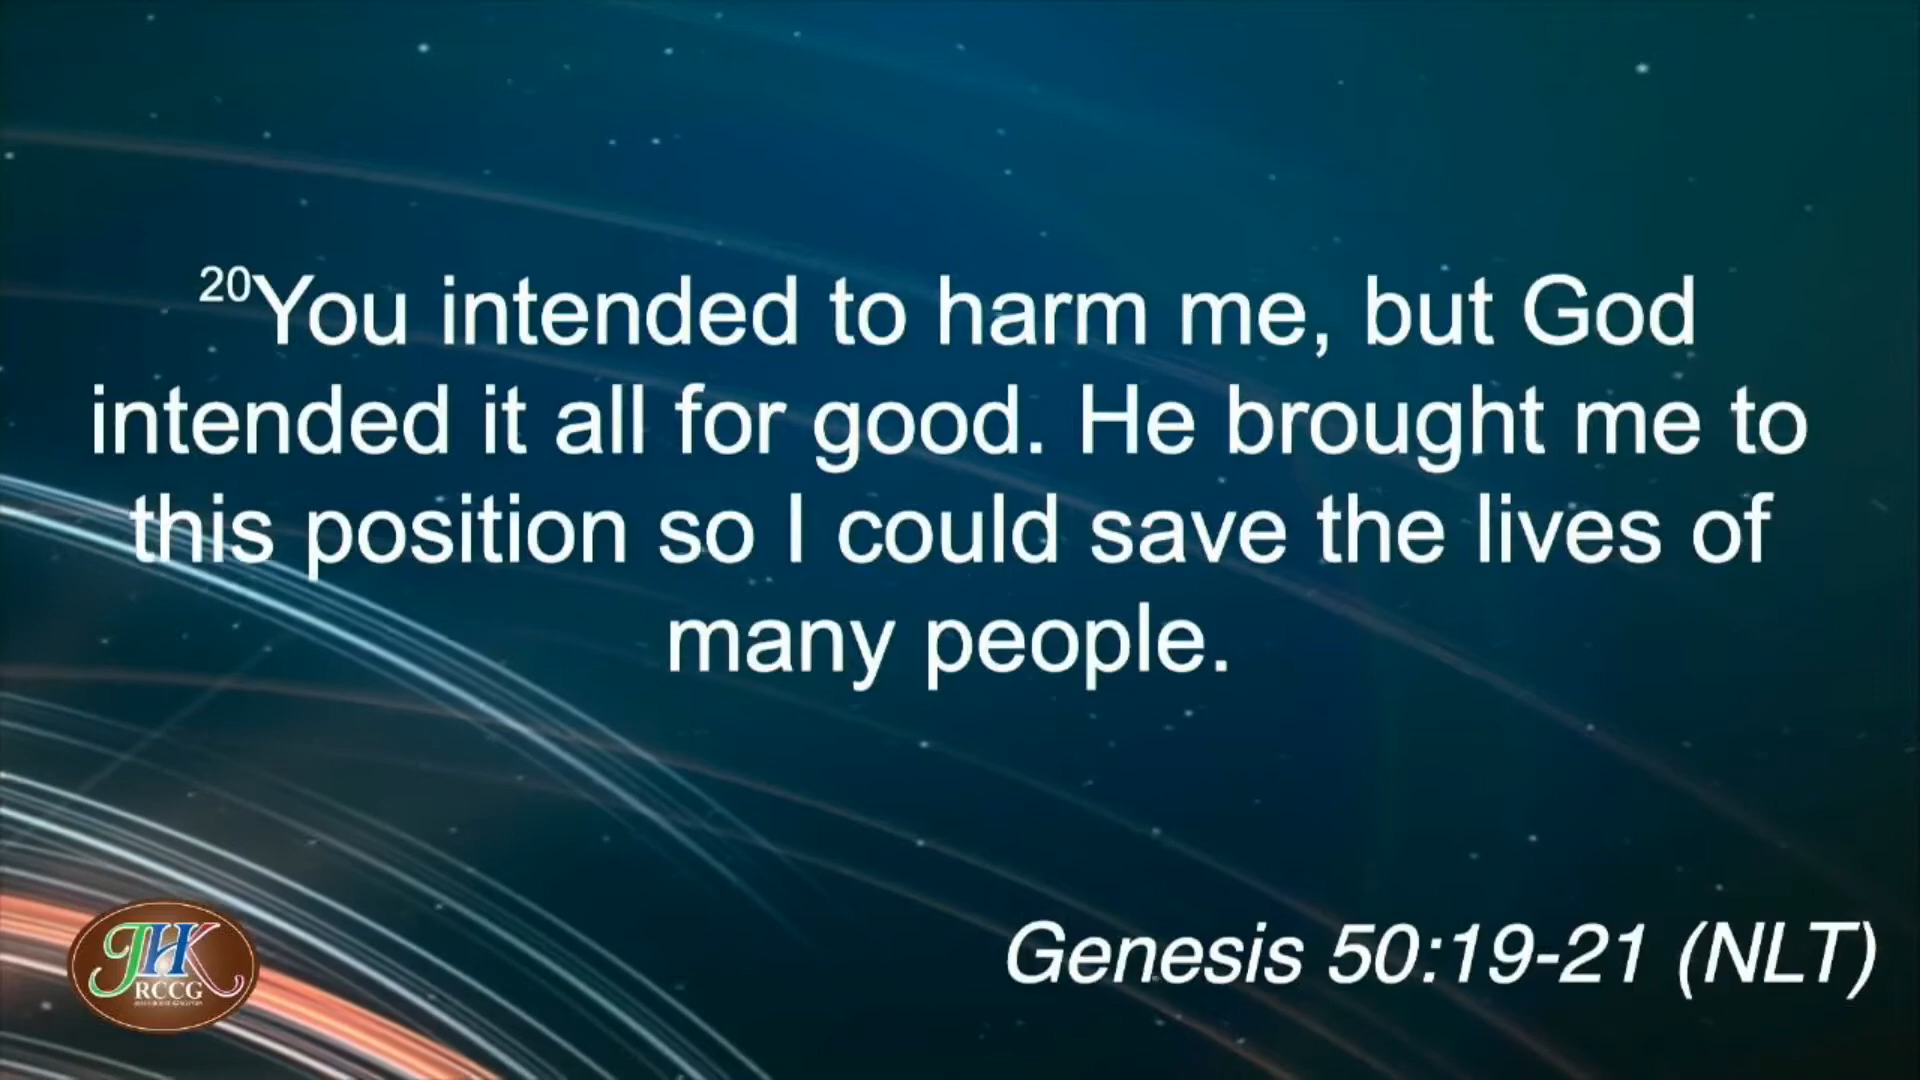 20You intended to harm me, but God
intended it all for good. He brought me to
this position so I could save the lives of
many people.
Genesis 50:19-21 (NLT)
JHK
RCCG